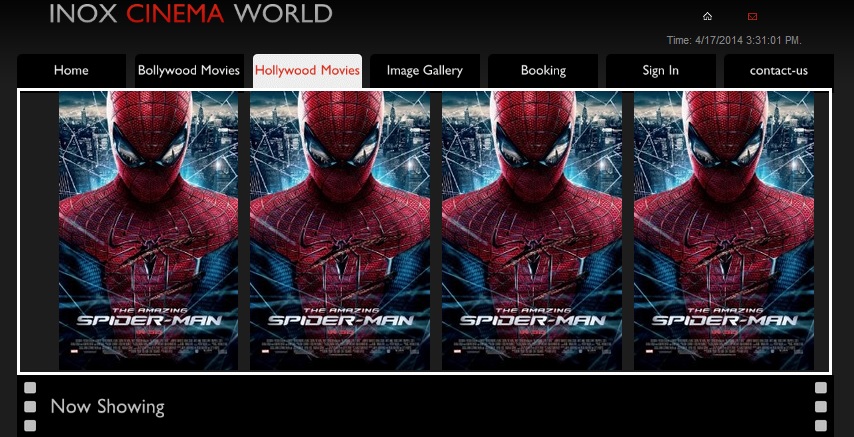 INOX CINEMA WORLD
Time: 4/17/2014 3:31:01 PM.
Home Bollywood Movies Hollywood Movies Image Gallery Booking Sign In contact-us
THE AMAZING THE AMAZING THE AMAZING THE AMAZING
SPIDER-MAN SPIDER-MAN SPIDER-MAN SPIDER-MAN
Now Showing